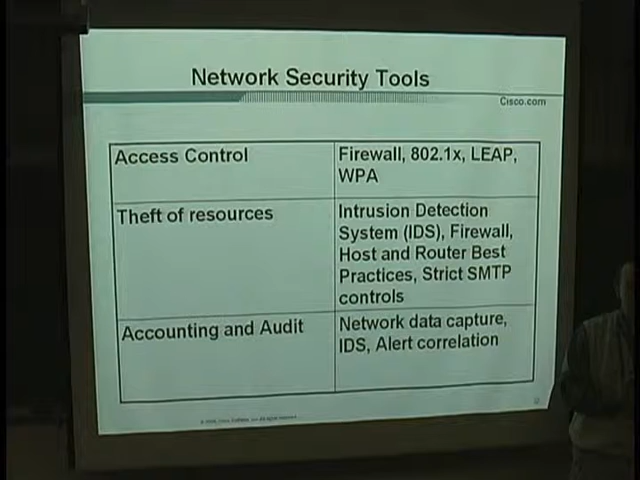 Network Security Tools
Cisco.com
Access Control
Firewall, 802.1x, LEAP,
WPA
Theft of resources
Intrusion Detection
System (IDS), Firewall,
Host and Router Best
Practices, Strict SMTP
controls
Accounting and Audit
Network data capture,
IDS, Alert correlation